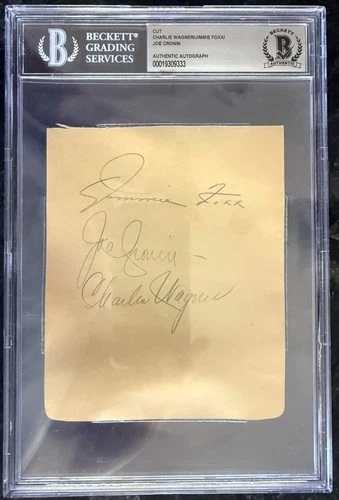 BECKETT®
GRADING
SERVICES
CUT
CHARLIE WAGNER/JIMMIE FOXX/
JOE CRONIN
AUTHENTIC AUTOGRAPH
00019309333
BECKETT
AUTHENTIC
Jimmie Foxx
Joe Cronin -
Charlie Wagner